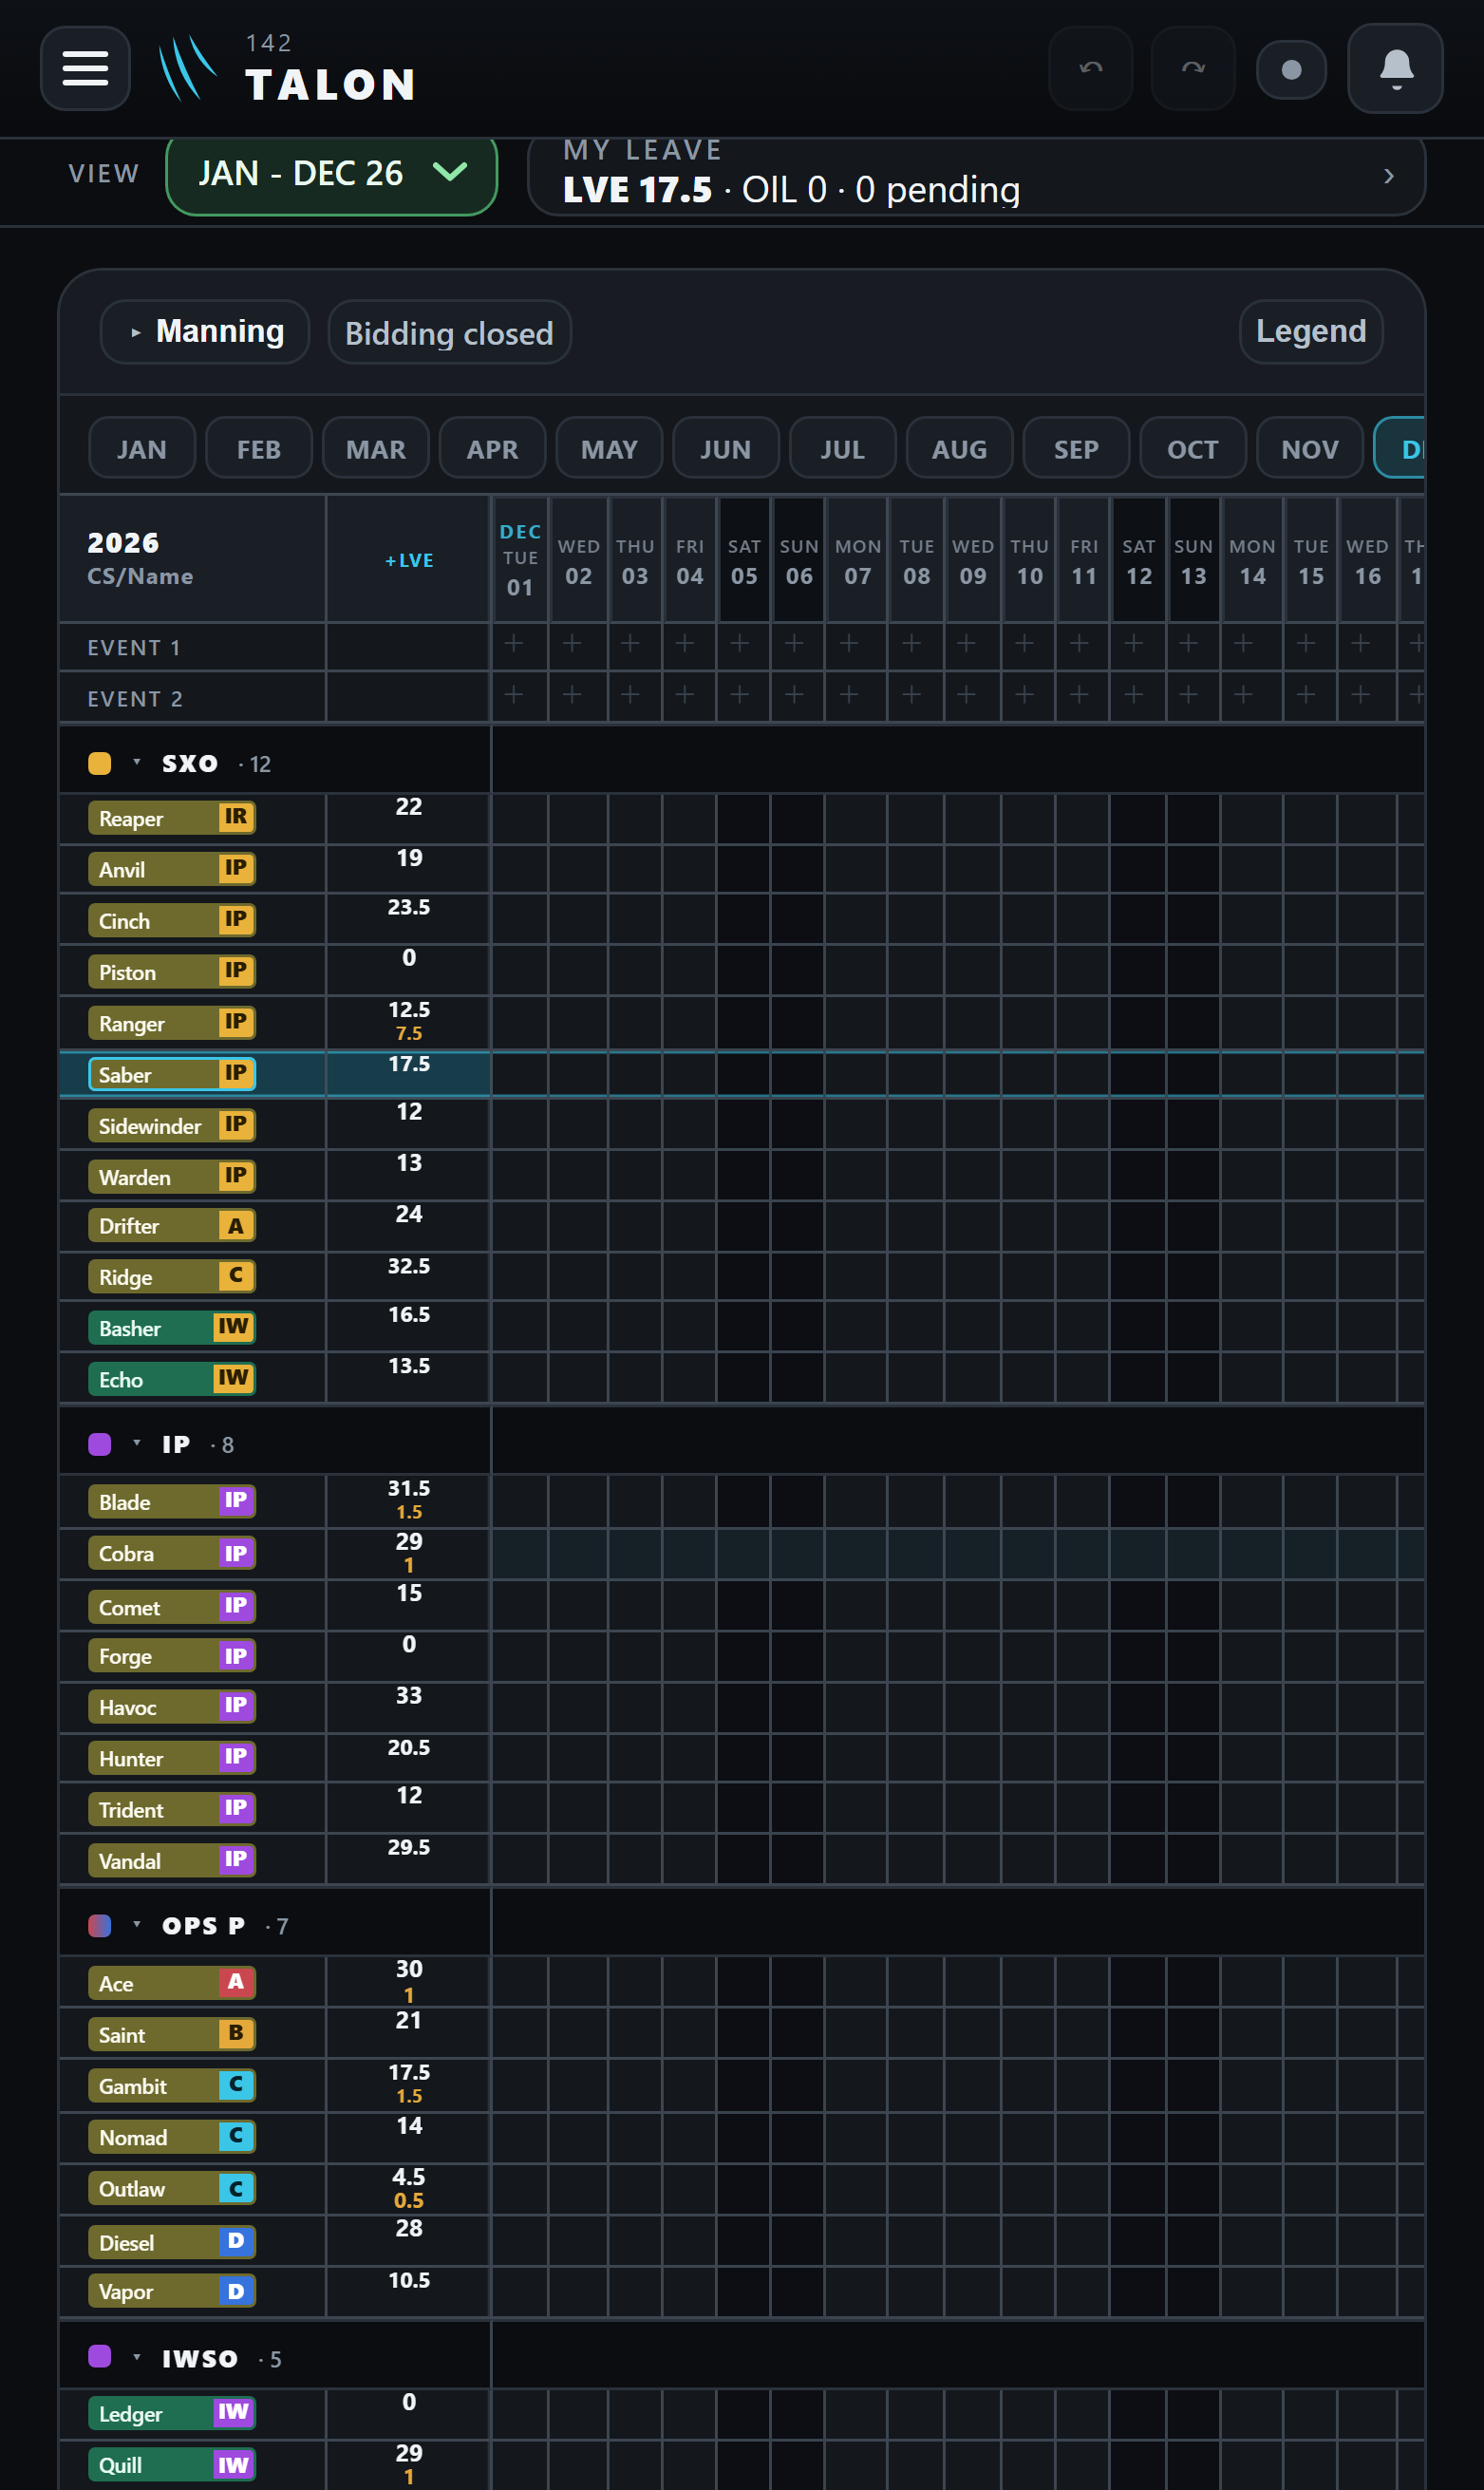 142
TALON
VIEW JAN - DEC 26
MY LEAVE
LVE 17.5 · OIL 0 · 0 pending
Manning Bidding closed Legend
JAN FEB MAR APR MAY JUN JUL AUG SEP OCT NOV
2026
CS/Name
+LVE
DEC
TUE WED THU FRI SAT SUN MON TUE WED THU FRI SAT SUN MON TUE WED
01 02 03 04 05 06 07 08 09 10 11 12 13 14 15 16
EVENT 1
EVENT 2
SXO · 12
Reaper IR 22
Anvil IP 19
Cinch IP 23.5
Piston IP 0
Ranger IP 12.5
7.5
Saber IP 17.5
Sidewinder IP 12
Warden IP 13
Drifter A 24
Ridge C 32.5
Basher IW 16.5
Echo IW 13.5
IP · 8
Blade IP 31.5
1.5
Cobra IP 29
1
Comet IP 15
Forge IP 0
Havoc IP 33
Hunter IP 20.5
Trident IP 12
Vandal IP 29.5
OPS P · 7
Ace A 30
1
Saint B 21
Gambit C 17.5
1.5
Nomad C 14
Outlaw C 4.5
0.5
Diesel D 28
Vapor D 10.5
IWSO · 5
Ledger IW 0
Quill IW 29
1